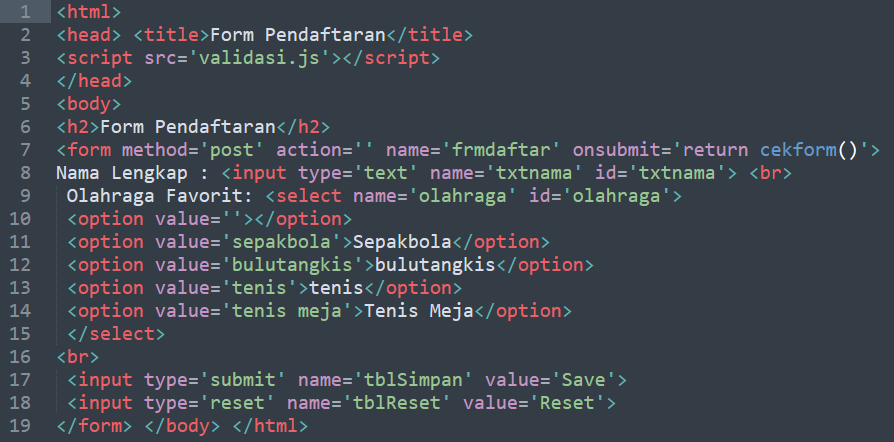 1 <html>
2 <head> <title>Form Pendaftaran</title>
3 <script src='validasi.js'></script>
4 </head>
5 <body>
6 <h2>Form Pendaftaran</h2>
7 <form method='post' action='' name='frmdaftar' onsubmit='return cekform()'>
8 Nama Lengkap : <input type='text' name='txtnama' id='txtnama'> <br>
9  Olahraga Favorit: <select name='olahraga' id='olahraga'>
10  <option value=''></option>
11  <option value='sepakbola'>Sepakbola</option>
12  <option value='bulutangkis'>bulutangkis</option>
13  <option value='tenis'>tenis</option>
14  <option value='tenis meja'>Tenis Meja</option>
15  </select>
16 <br>
17  <input type='submit' name='tblSimpan' value='Save'>
18  <input type='reset' name='tblReset' value='Reset'>
19 </form> </body> </html>